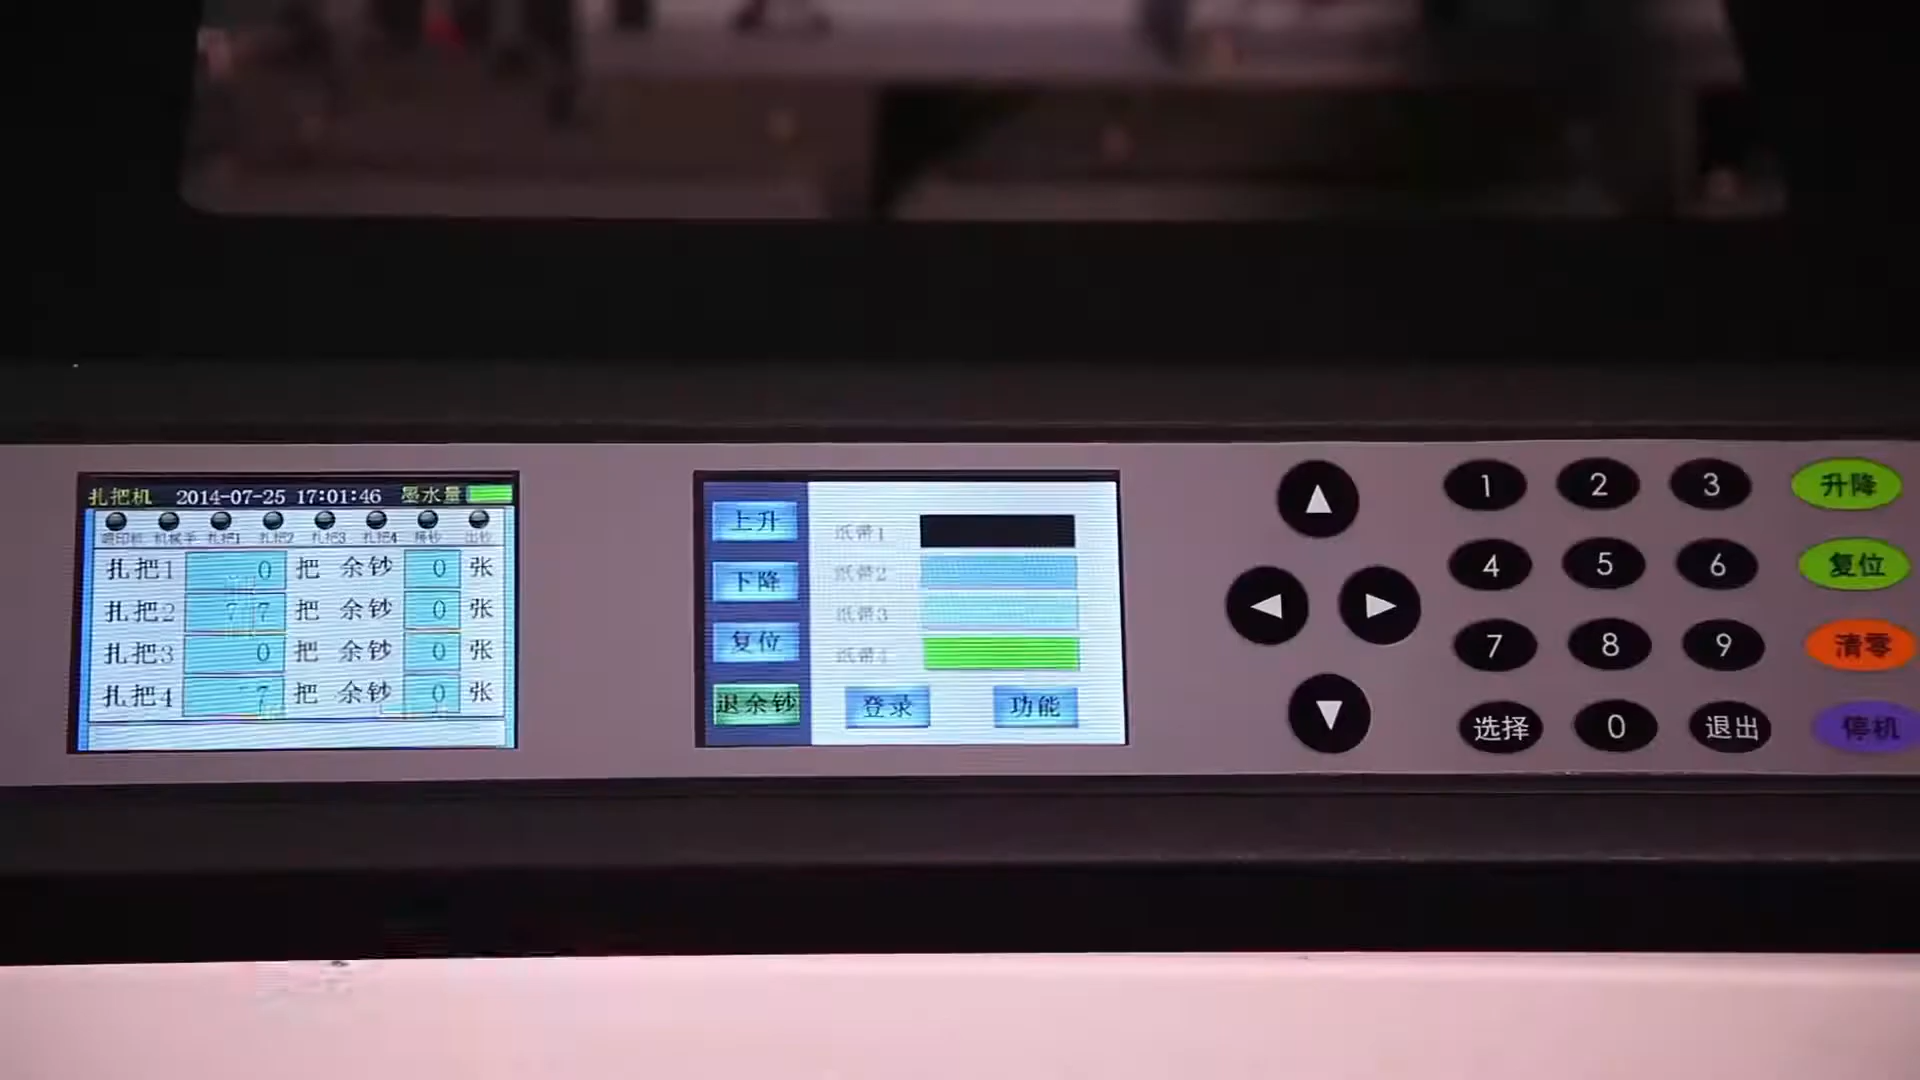 扎把机 2014-07-25 17:01:46 墨水量
喷印机 机械手 扎把1 扎把2 扎把3 扎把4 接钞 出钞
扎把1 0 把 余钞 0 张
扎把2 7 把 余钞 0 张
扎把3 0 把 余钞 0 张
扎把4 7 把 余钞 0 张
上升
下降
复位
退余钞
纸带1
纸带2
纸带3
纸带4
登录 功能
1 2 3 升降
4 5 6 复位
7 8 9 清零
选择 0 退出 停机